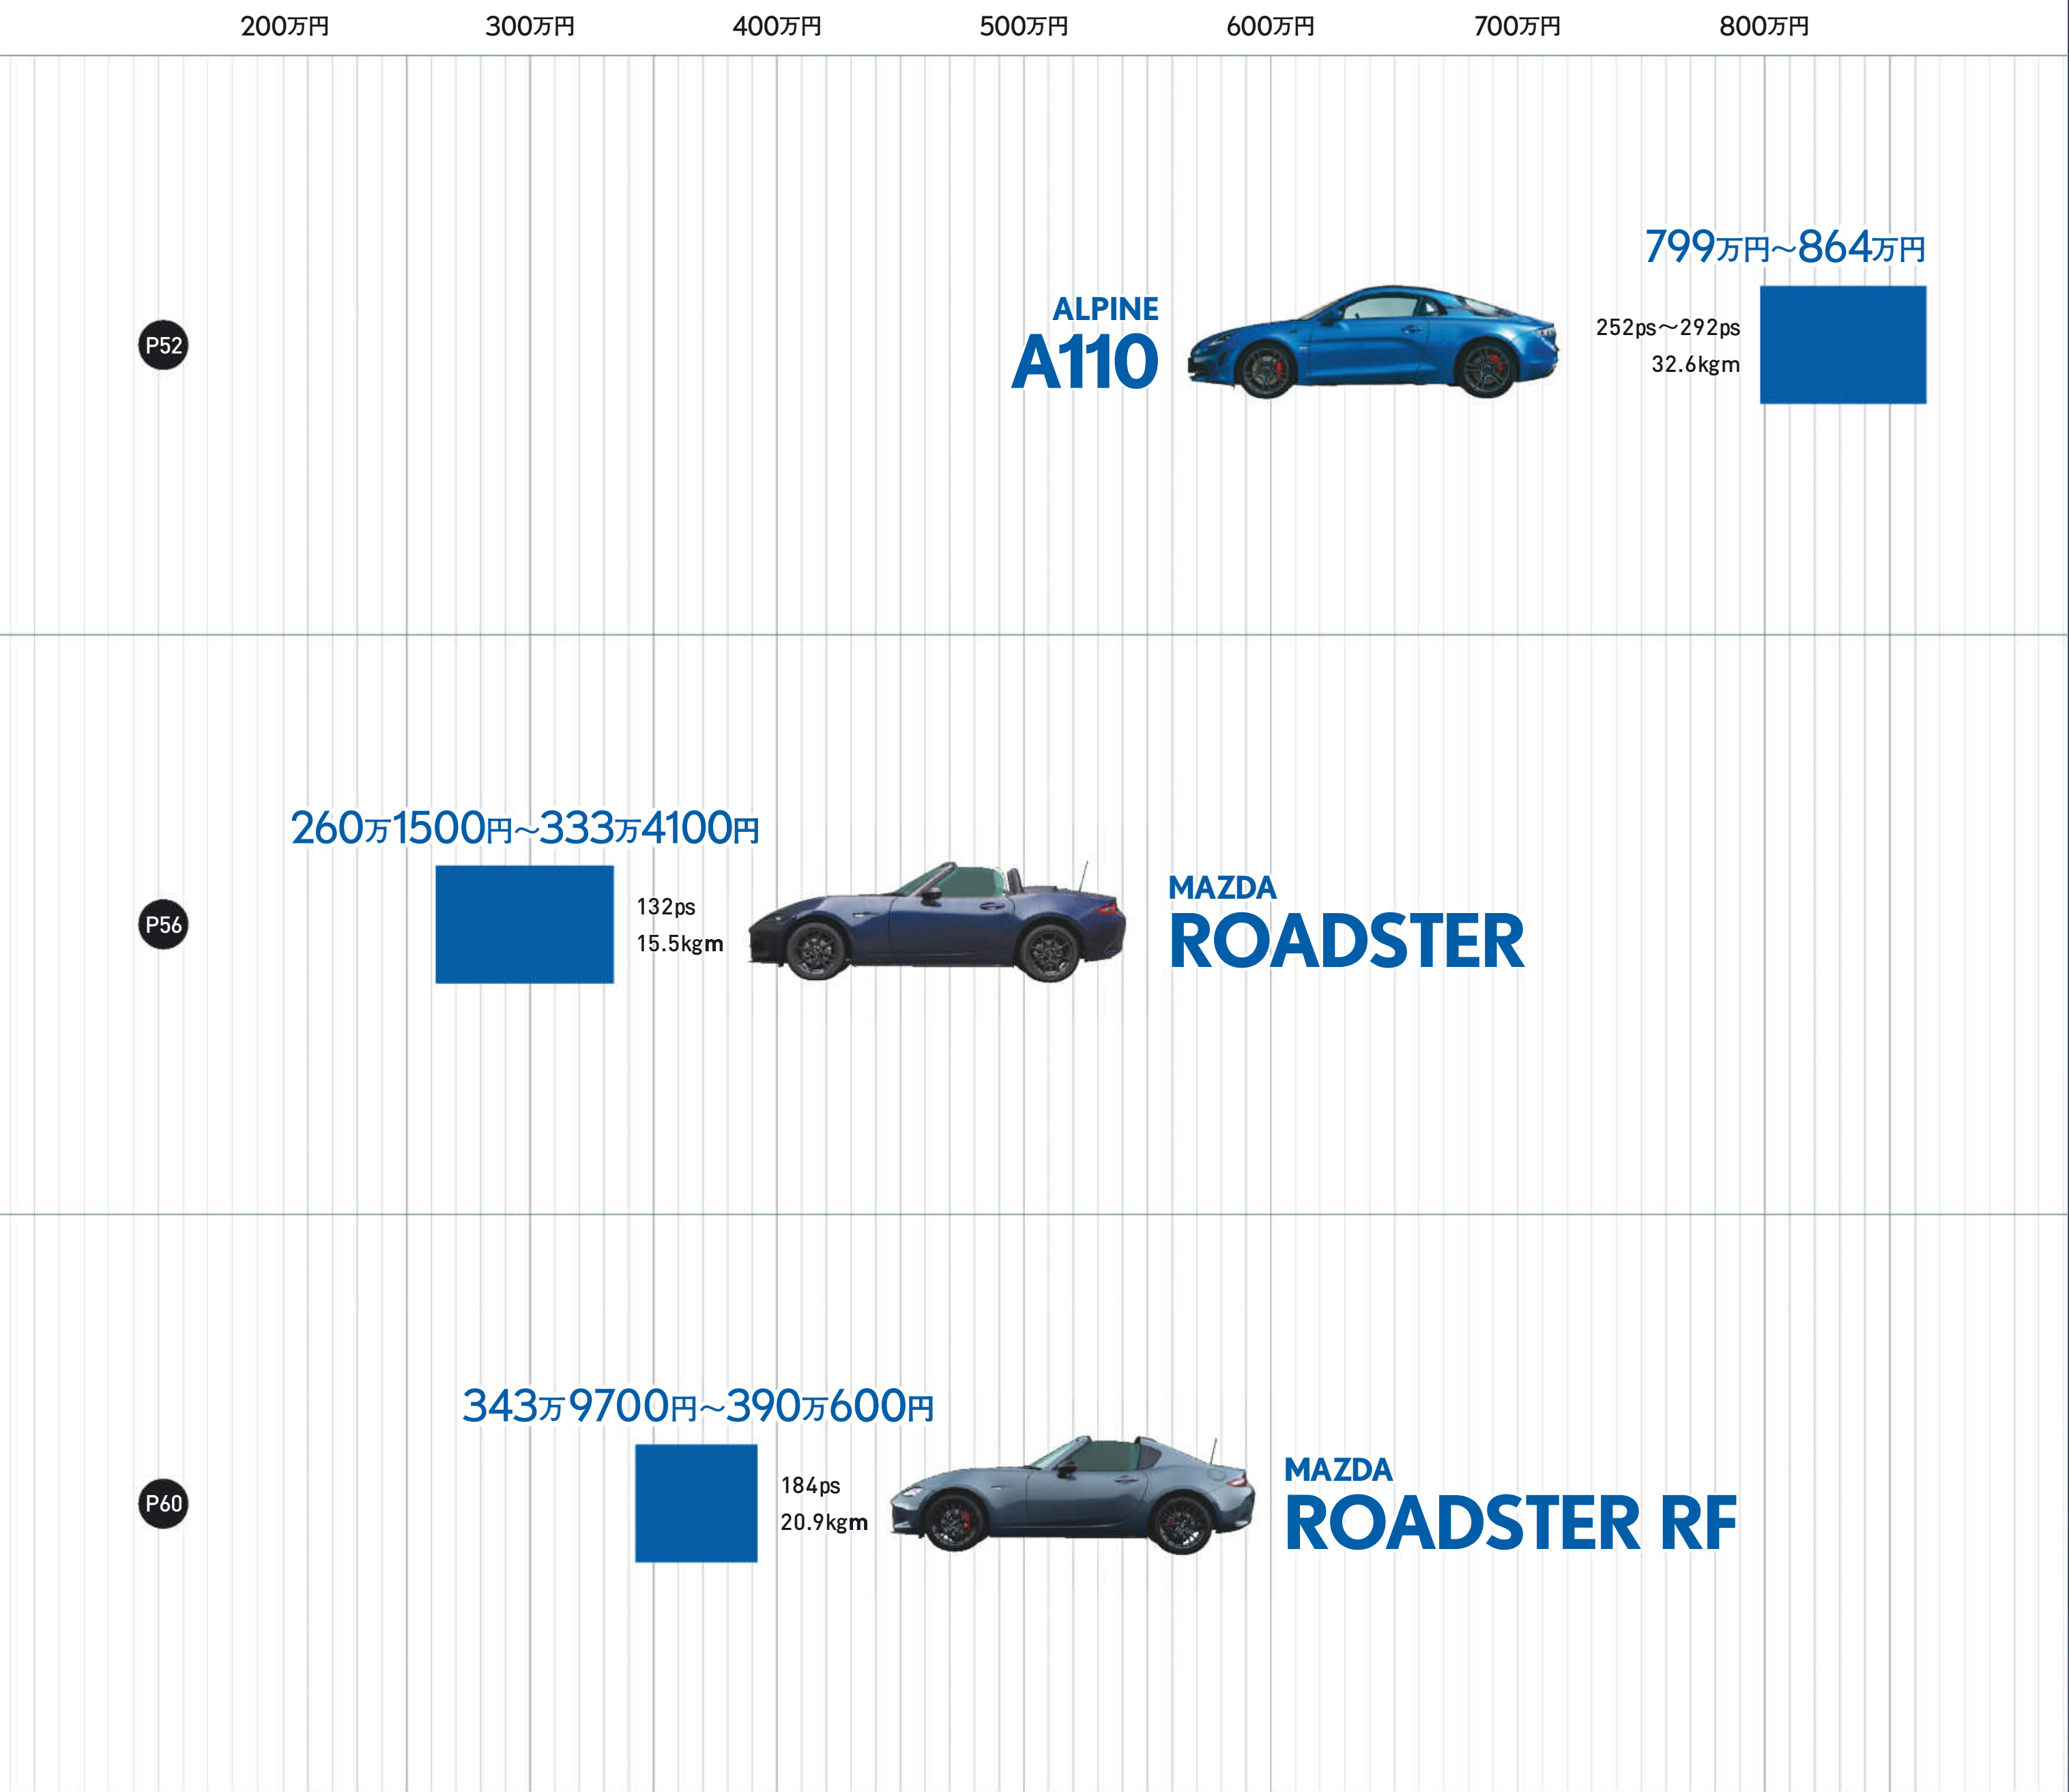 200万円 300万円 400万円 500万円 600万円 700万円 800万円
P52
ALPINE
A110
799万円〜864万円
252ps〜292ps
32.6kgm
P56
260万1500円〜333万4100円
132ps
15.5kgm
MAZDA
ROADSTER
P60
343万9700円〜390万600円
184ps
20.9kgm
MAZDA
ROADSTER RF